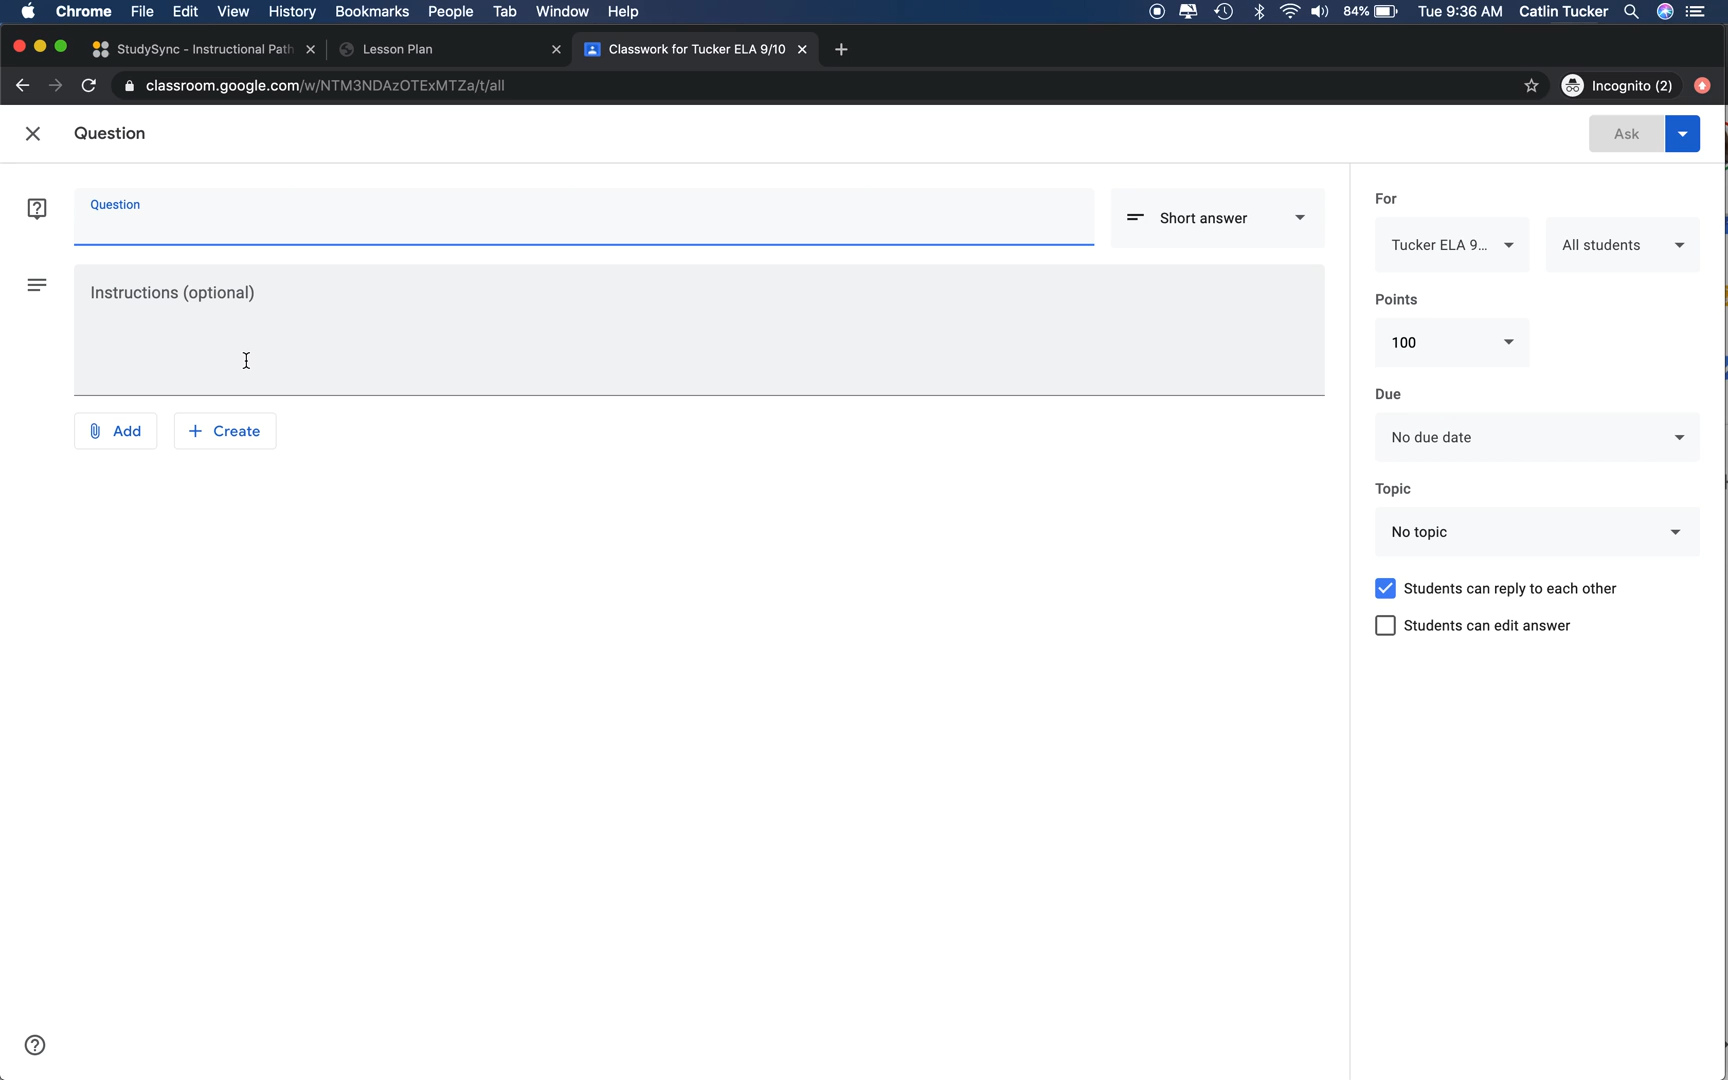 Chrome File Edit View History Bookmarks People Tab Window Help 84% Tue 9:36 AM Catlin Tucker
StudySync - Instructional Path Lesson Plan Classwork for Tucker ELA 9/10
classroom.google.com/w/NTM3NDAzOTExMTZa/t/all Incognito (2)
Question Ask
Question
Short answer
Instructions (optional)
Add Create
For
Tucker ELA 9... All students
Points
100
Due
No due date
Topic
No topic
Students can reply to each other
Students can edit answer